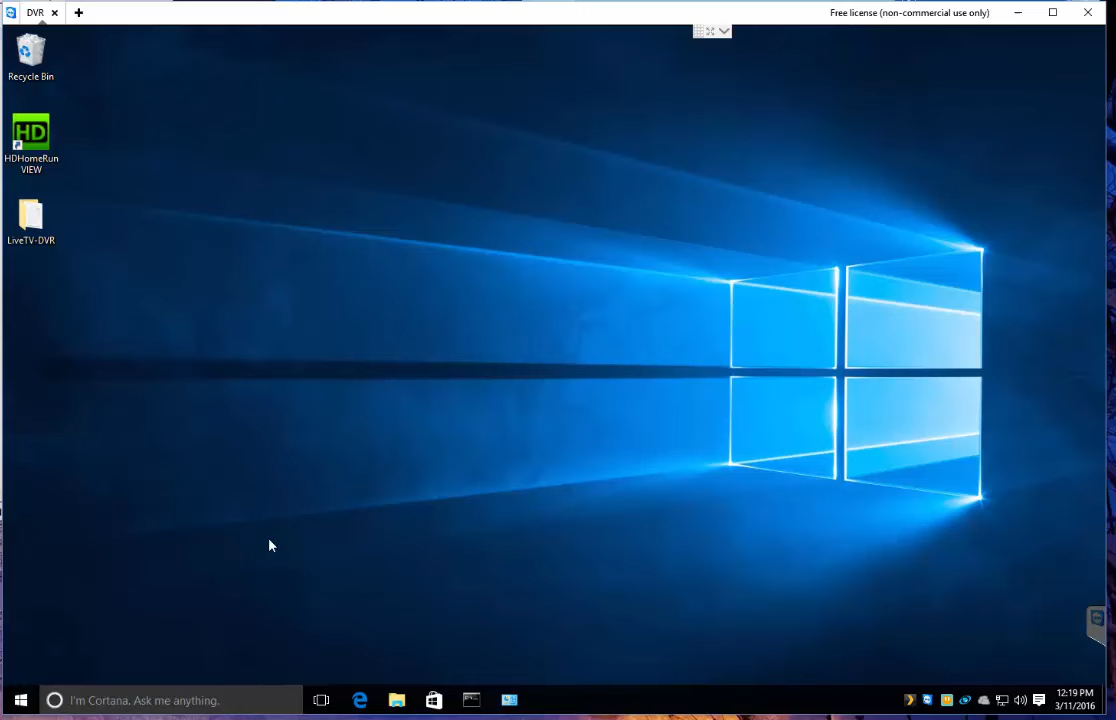 DVR
Free license (non-commercial use only)
Recycle Bin
HD
HDHomeRun
VIEW
LiveTV-DVR
I'm Cortana. Ask me anything.
12:19 PM
3/11/2016